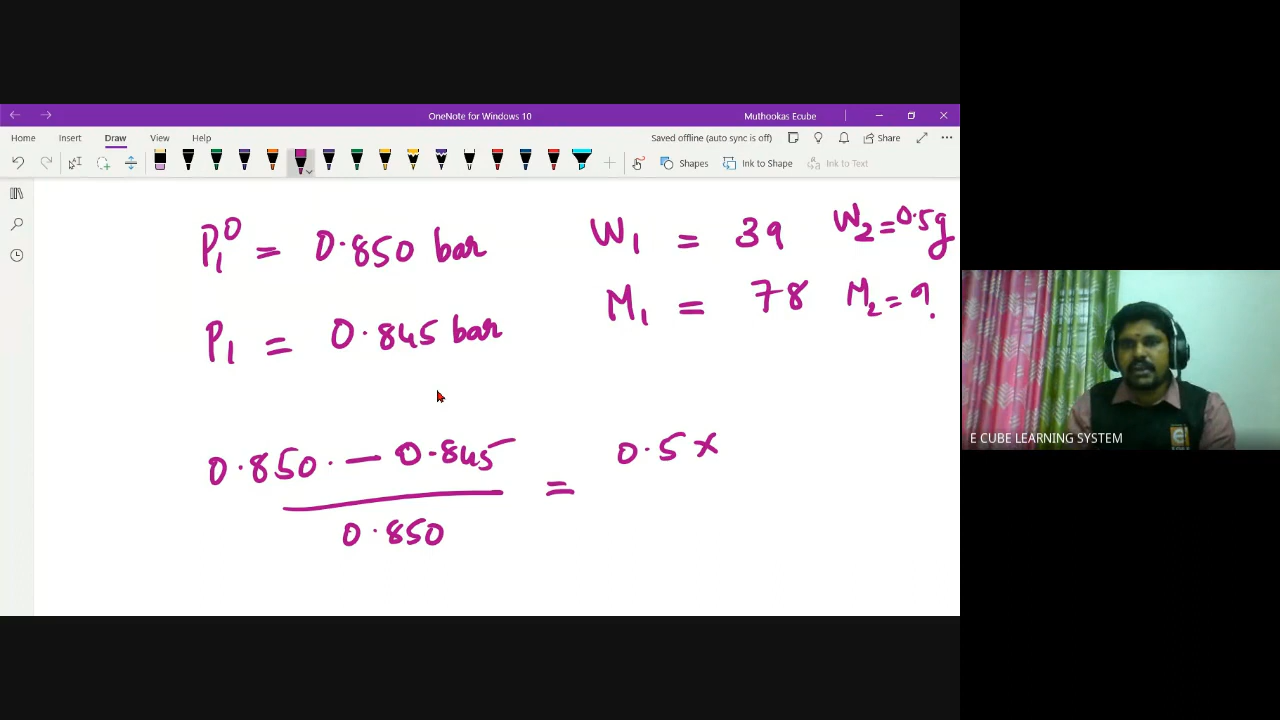 OneNote for Windows 10
Muthookas Ecube
Home Insert Draw View Help
Saved offline (auto sync is off)
Share
Shapes
Ink to Shape
Ink to Text
P₁⁰ = 0.850 bar
W₁ = 39
W₂ = 0.5g
P₁ = 0.845 bar
M₁ = 78
M₂ = ?
0.850 - 0.845
0.850
= 0.5 ×
E CUBE LEARNING SYSTEM